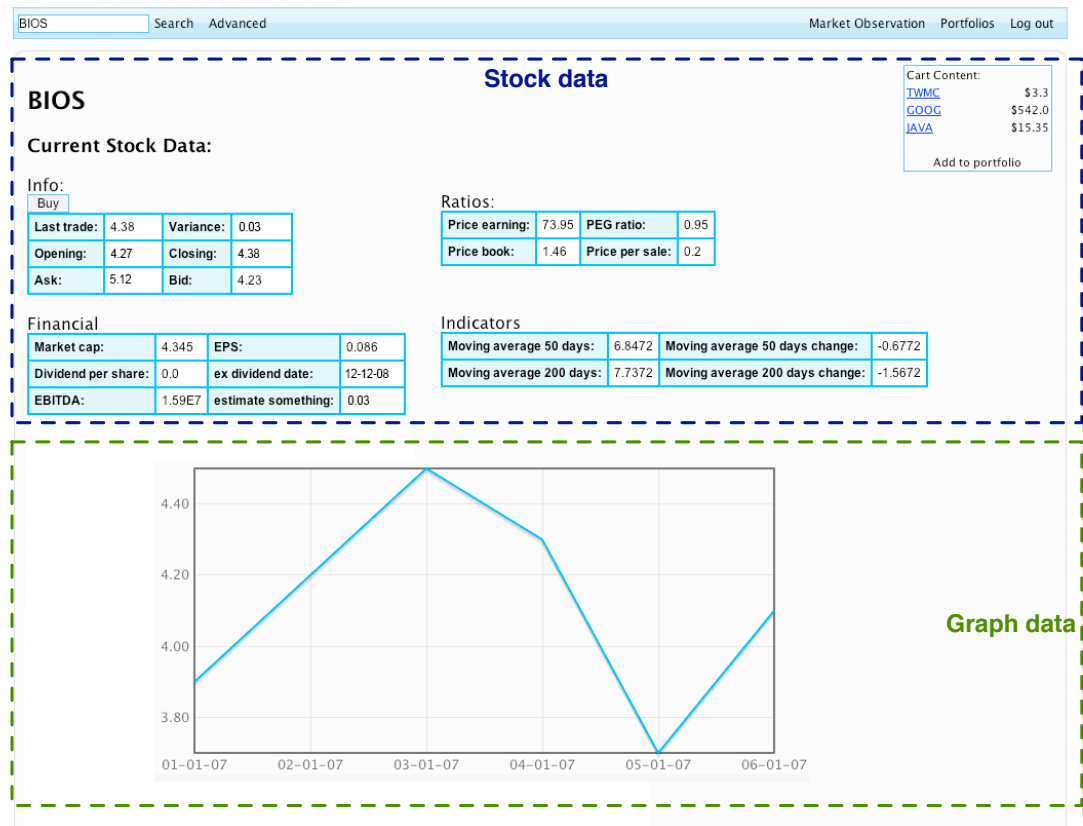 BIOS Search Advanced Market Observation Portfolios Log out
Stock data
Cart Content:
TWMC $3.3
GOOG $542.0
JAVA $15.35
Add to portfolio
BIOS
Current Stock Data:
Info:
Buy
Last trade: 4.38 Variance: 0.03
Opening: 4.27 Closing: 4.38
Ask: 5.12 Bid: 4.23
Ratios:
Price earning: 73.95 PEG ratio: 0.95
Price book: 1.46 Price per sale: 0.2
Financial
Market cap: 4.345 EPS: 0.086
Dividend per share: 0.0 ex dividend date: 12-12-08
EBITDA: 1.59E7 estimate something: 0.03
Indicators
Moving average 50 days: 6.8472 Moving average 50 days change: -0.6772
Moving average 200 days: 7.7372 Moving average 200 days change: -1.5672
4.40
4.20
4.00
3.80
01-01-07 02-01-07 03-01-07 04-01-07 05-01-07 06-01-07
Graph data